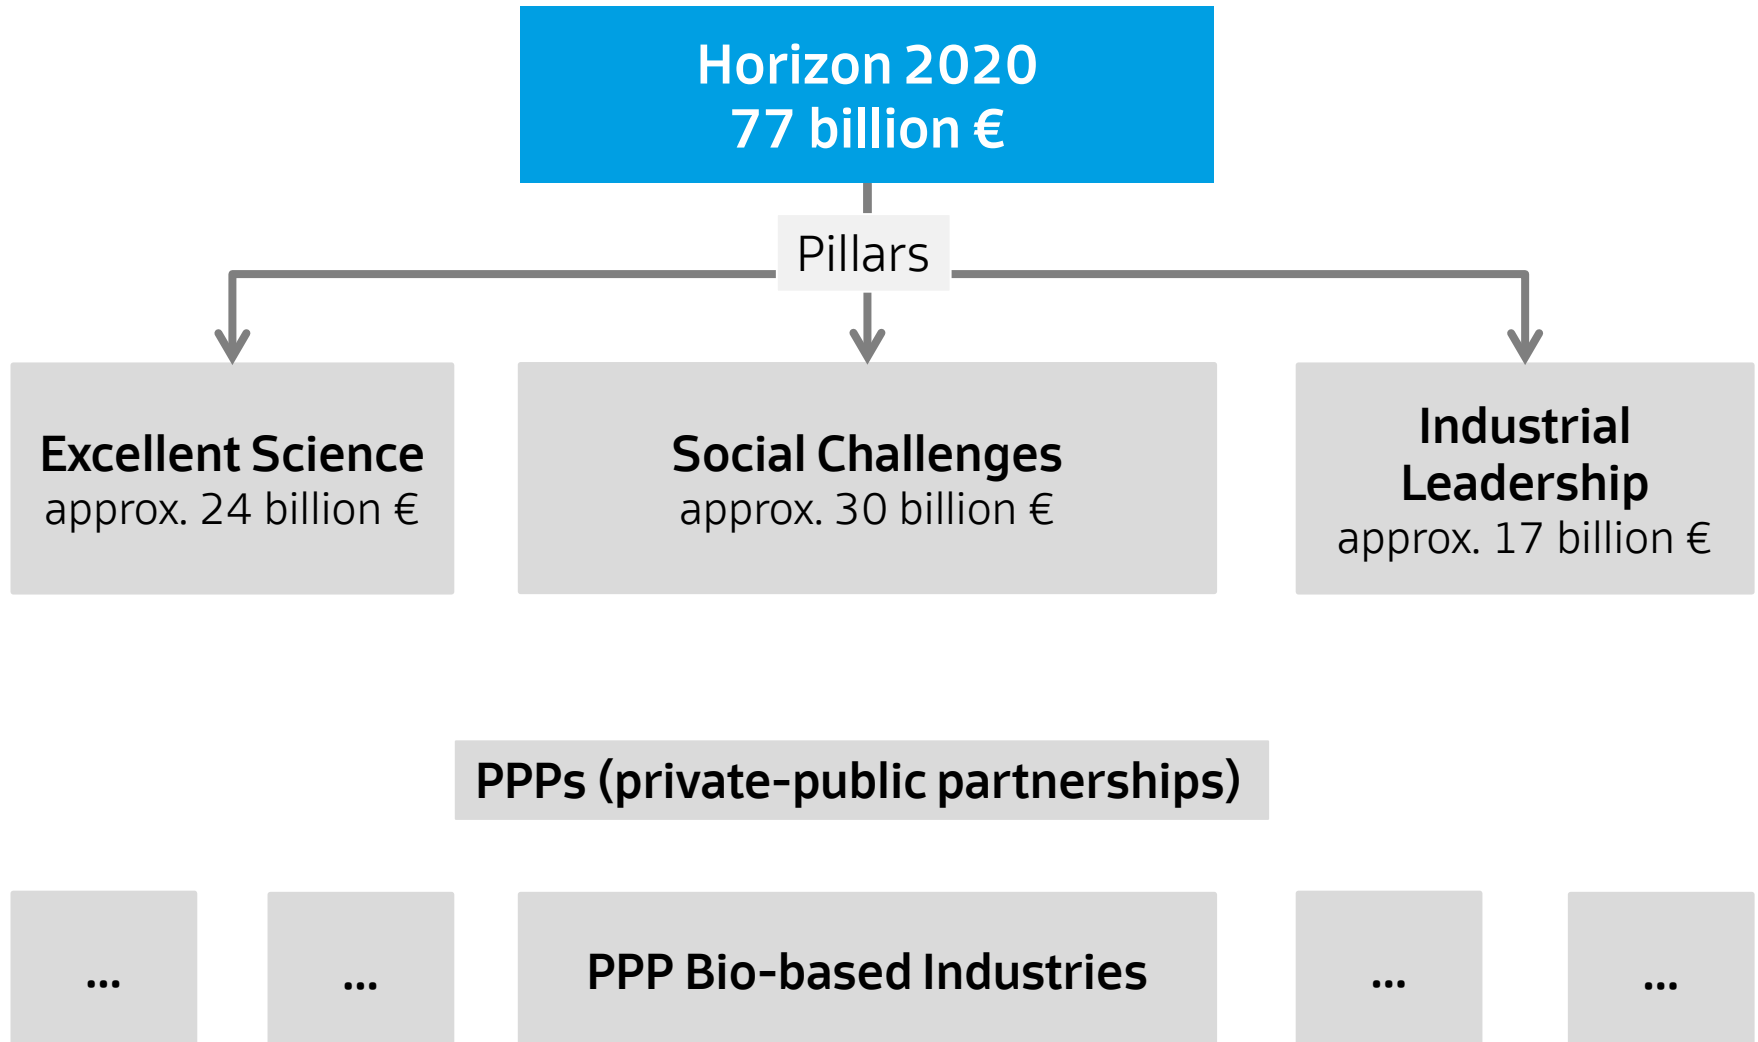 Horizon 2020
77 billion €
Pillars
Excellent Science
approx. 24 billion €
Social Challenges
approx. 30 billion €
Industrial
Leadership
approx. 17 billion €
PPPs (private-public partnerships)
...
...
PPP Bio-based Industries
...
...